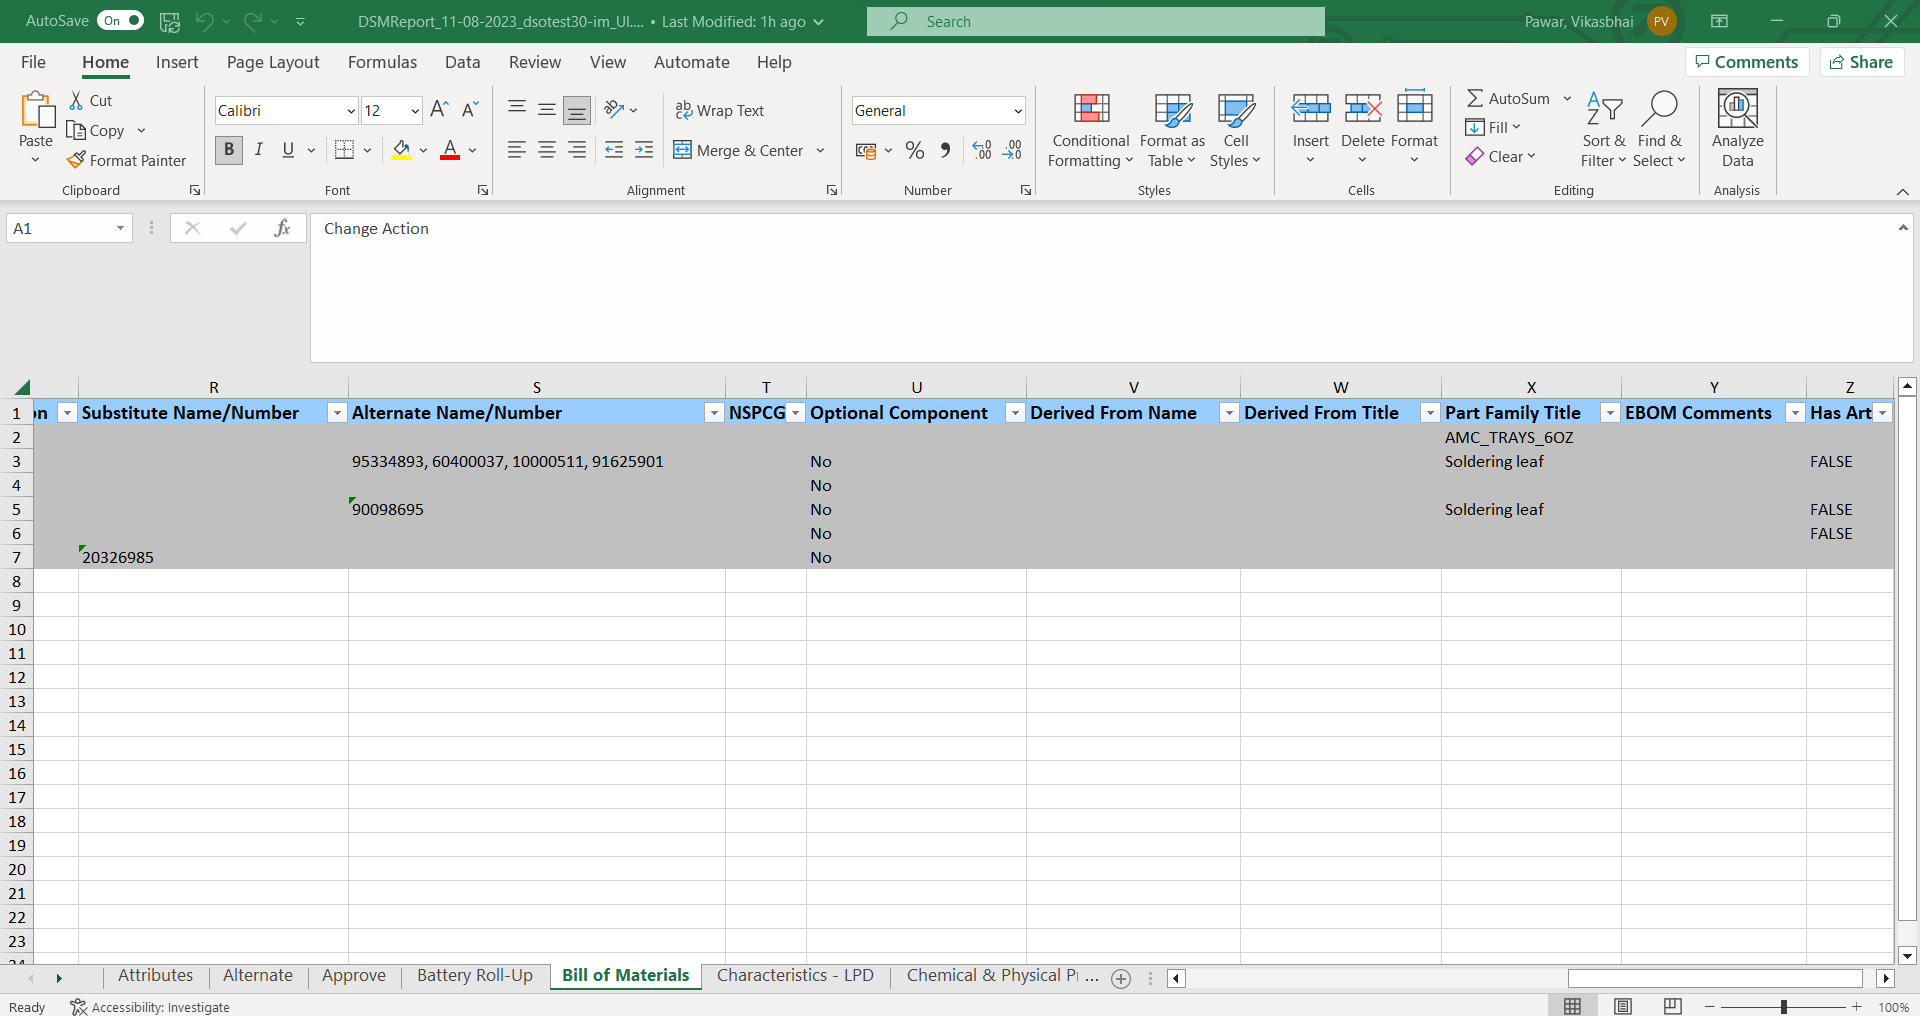 AutoSave On DSMReport_11-08-2023_dsotest30-im_UI.... • Last Modified: 1h ago Search Pawar, Vikasbhai PV
File Home Insert Page Layout Formulas Data Review View Automate Help Comments Share
Paste
Cut
Copy
Format Painter
Clipboard
Calibri 12
B I U
Font
Wrap Text
Merge & Center
Alignment
General
Number
Conditional Formatting
Format as Table
Cell Styles
Styles
Insert Delete Format
Cells
AutoSum
Fill
Clear
Sort & Filter
Find & Select
Editing
Analyze Data
Analysis
A1 fx Change Action
R S T U V W X Y Z
1 on Substitute Name/Number Alternate Name/Number NSPCG Optional Component Derived From Name Derived From Title Part Family Title EBOM Comments Has Art
2 AMC_TRAYS_6OZ
3 95334893, 60400037, 10000511, 91625901 No Soldering leaf FALSE
4 No
5 90098695 No Soldering leaf FALSE
6 No FALSE
7 20326985 No
8
9
10
11
12
13
14
15
16
17
18
19
20
21
22
23
24
Attributes Alternate Approve Battery Roll-Up Bill of Materials Characteristics - LPD Chemical & Physical P ...
Ready Accessibility: Investigate 100%